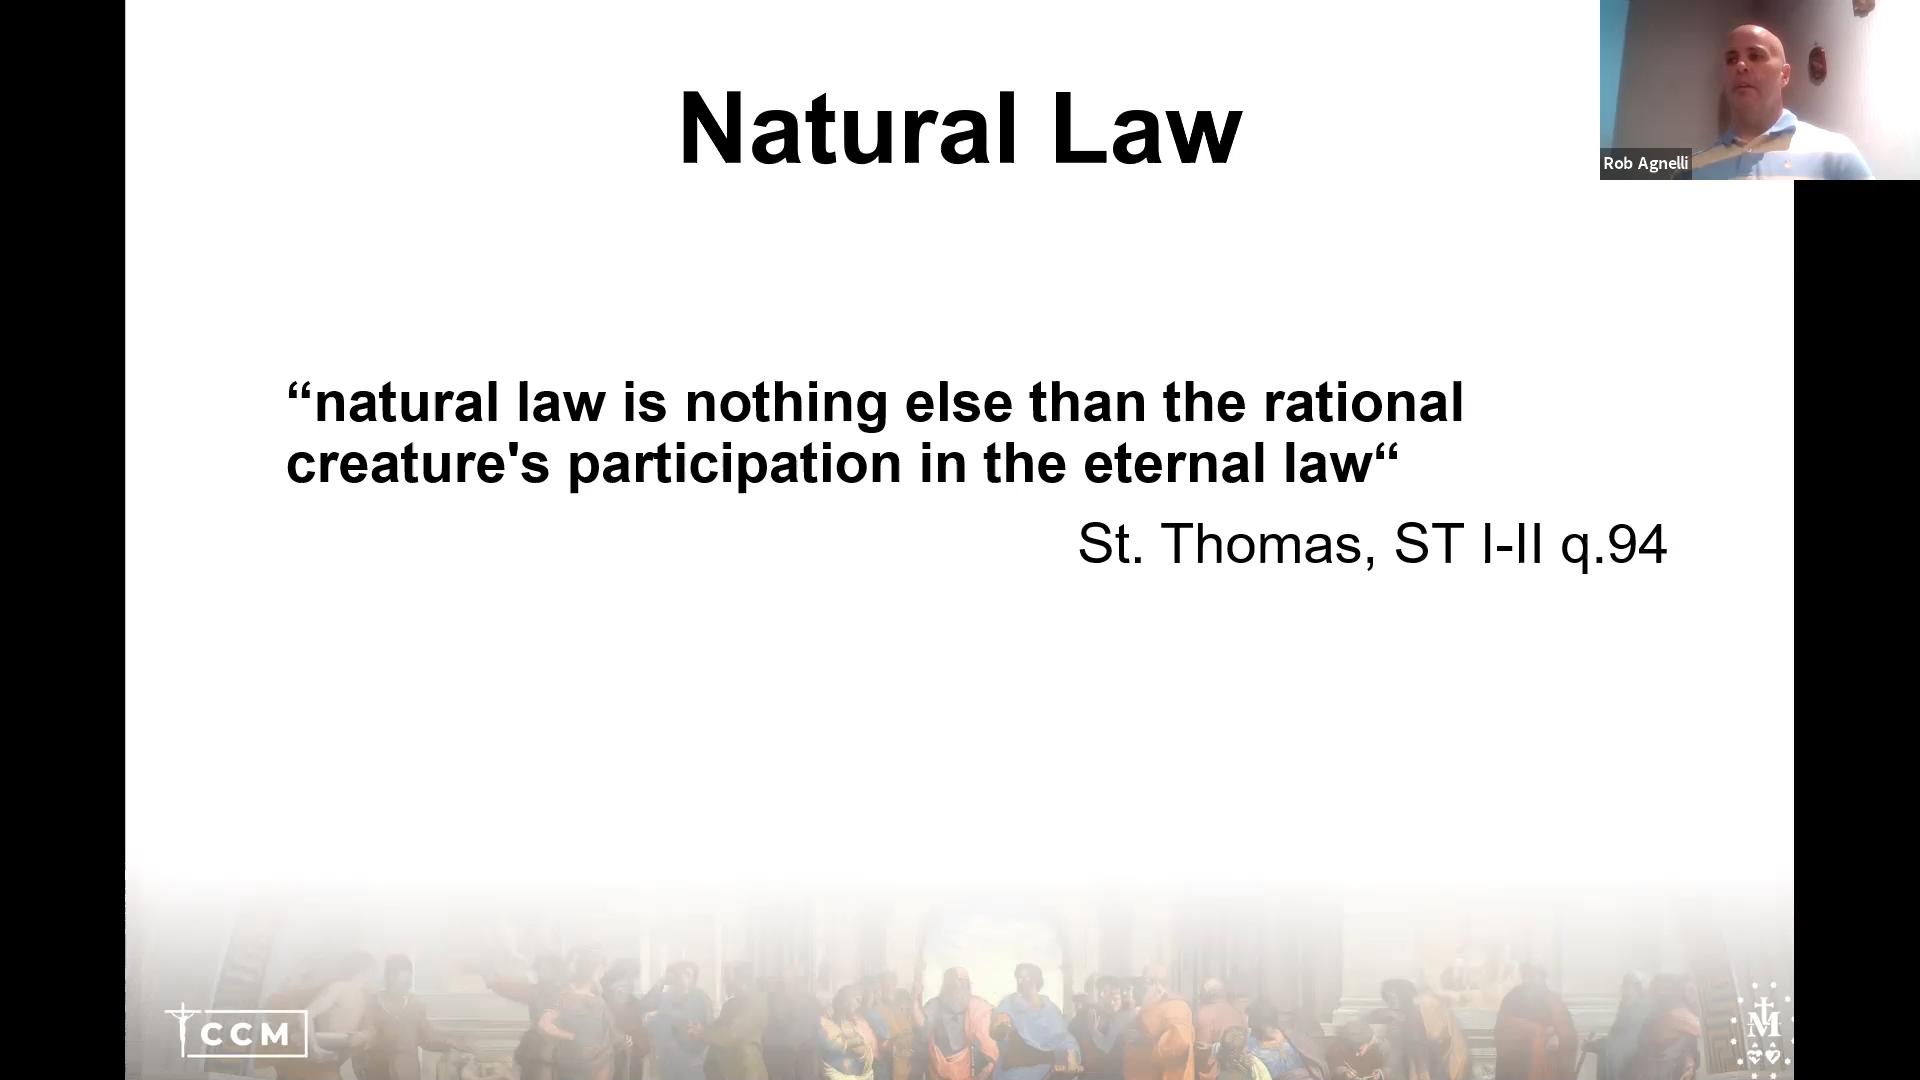 Natural Law
Rob Agnelli
“natural law is nothing else than the rational
creature's participation in the eternal law“
St. Thomas, ST I-II q.94
CCM
M